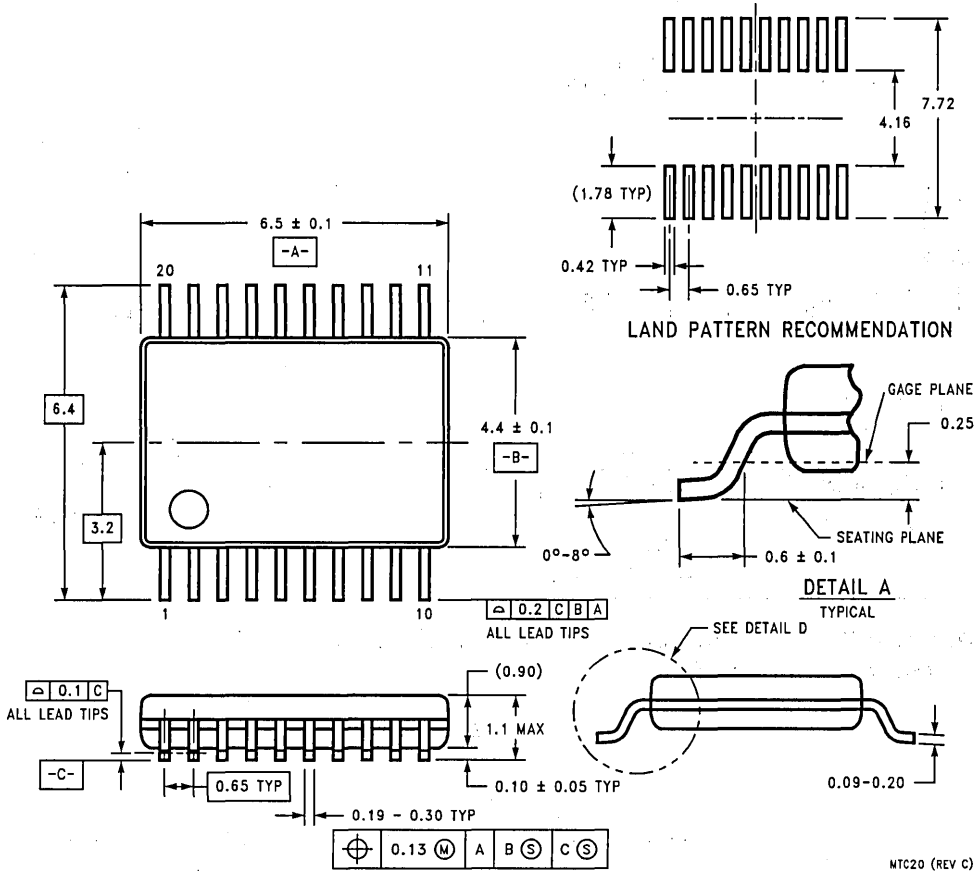 7.72
4.16
(1.78 TYP)
0.42 TYP
0.65 TYP
LAND PATTERN RECOMMENDATION
6.5 ± 0.1
-A-
20
11
6.4
4.4 ± 0.1
-B-
3.2
1
10
⌓ 0.2 C B A
ALL LEAD TIPS
GAGE PLANE
0.25
SEATING PLANE
0°-8°
0.6 ± 0.1
DETAIL A
TYPICAL
SEE DETAIL D
0.09-0.20
(0.90)
⌓ 0.1 C
ALL LEAD TIPS
1.1 MAX
-C-
0.65 TYP
0.10 ± 0.05 TYP
0.19 - 0.30 TYP
⌖ 0.13 Ⓜ A B Ⓢ C Ⓢ
MTC20 (REV C)